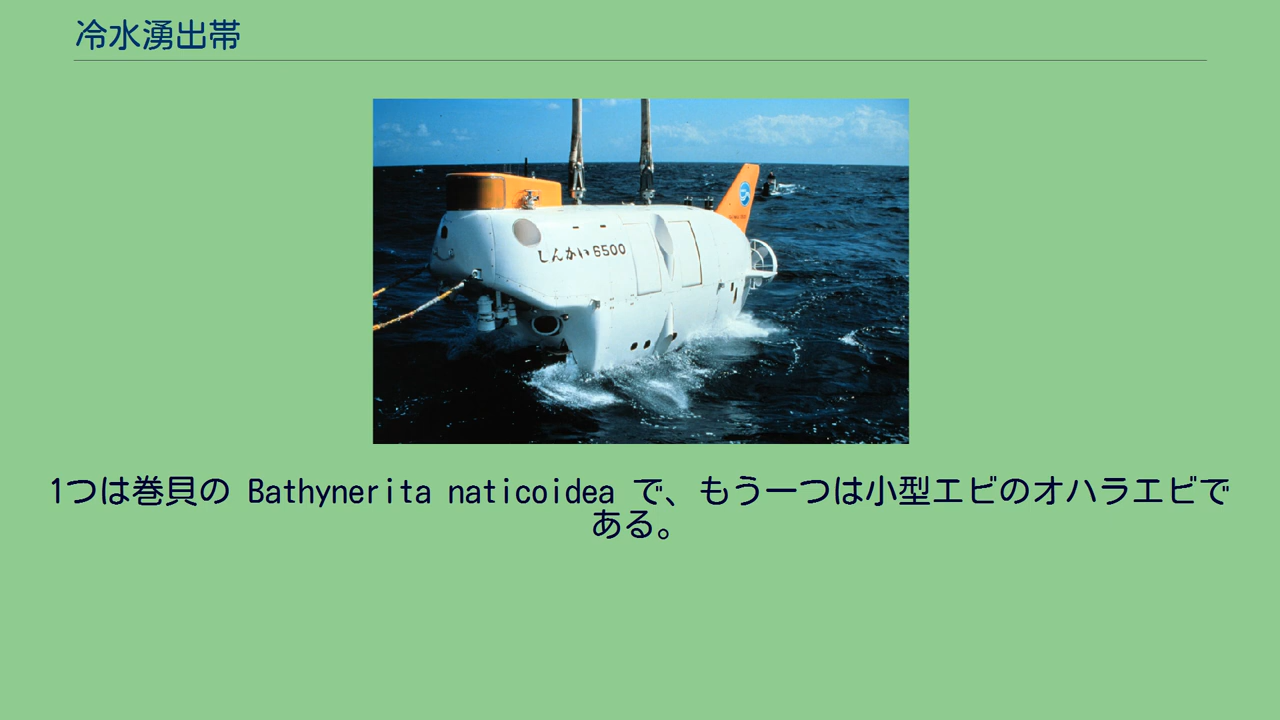 冷水湧出帯
しんかい6500
1つは巻貝の Bathynerita naticoidea で、もう一つは小型エビのオハラエビで
ある。